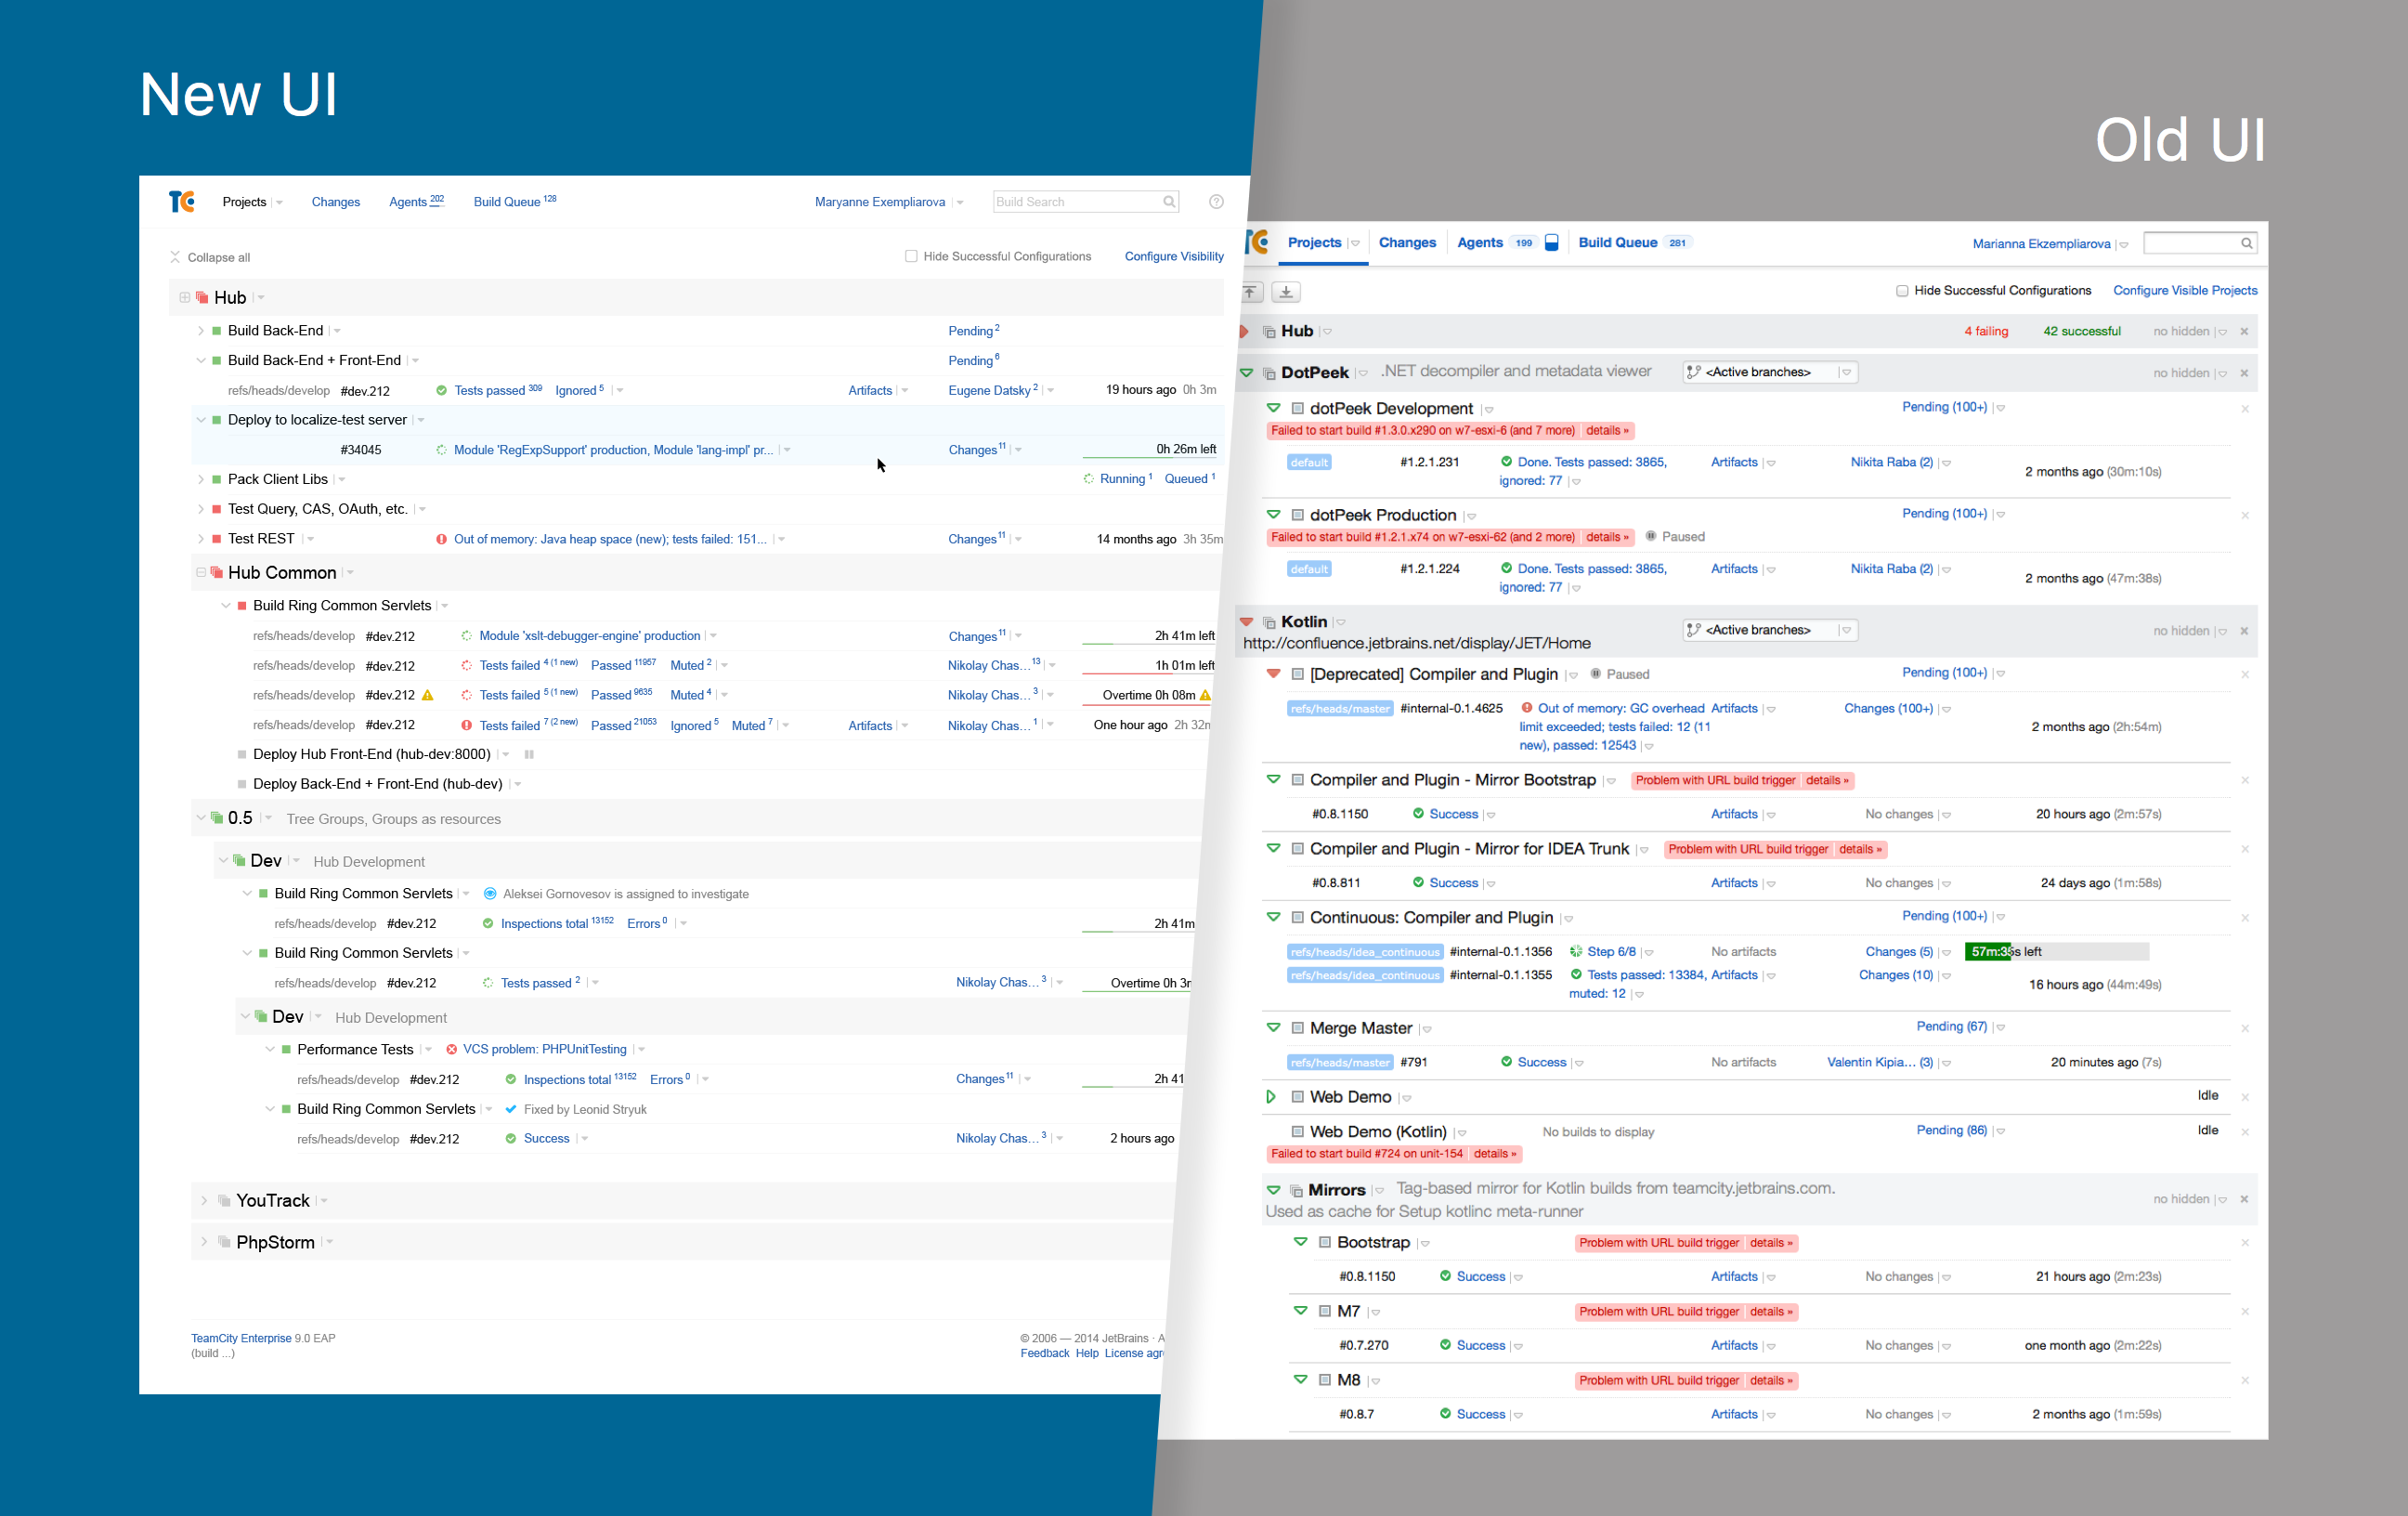 New UI
Old UI
TC Projects Changes Agents 202 Build Queue 128 Maryanne Exempliarova Build Search ?
Collapse all Hide Successful Configurations Configure Visibility
Hub
Build Back-End Pending 2
Build Back-End + Front-End Pending 6
refs/heads/develop #dev.212 Tests passed 309 Ignored 5 Artifacts Eugene Datsky 2 19 hours ago 0h 3m
Deploy to localize-test server
#34045 Module 'RegExpSupport' production, Module 'lang-impl' pr... Changes 11 0h 26m left
Pack Client Libs Running 1 Queued 1
Test Query, CAS, OAuth, etc.
Test REST Out of memory: Java heap space (new); tests failed: 151... Changes 11 14 months ago 3h 35m
Hub Common
Build Ring Common Servlets
refs/heads/develop #dev.212 Module 'xslt-debugger-engine' production Changes 11 2h 41m left
refs/heads/develop #dev.212 Tests failed 4 (1 new) Passed 11957 Muted 2 Nikolay Chas... 13 1h 01m left
refs/heads/develop #dev.212 Tests failed 5 (1 new) Passed 9635 Muted 4 Nikolay Chas... 3 Overtime 0h 08m
refs/heads/develop #dev.212 Tests failed 7 (2 new) Passed 21053 Ignored 5 Muted 7 Artifacts Nikolay Chas... 1 One hour ago 2h 32m
Deploy Hub Front-End (hub-dev:8000)
Deploy Back-End + Front-End (hub-dev)
0.5 Tree Groups, Groups as resources
Dev Hub Development
Build Ring Common Servlets Aleksei Gornovesov is assigned to investigate
refs/heads/develop #dev.212 Inspections total 13152 Errors 0 2h 41m
Build Ring Common Servlets
refs/heads/develop #dev.212 Tests passed 2 Nikolay Chas... 3 Overtime 0h 3
Dev Hub Development
Performance Tests VCS problem: PHPUnitTesting
refs/heads/develop #dev.212 Inspections total 13152 Errors 0 Changes 11 2h 41
Build Ring Common Servlets Fixed by Leonid Stryuk
refs/heads/develop #dev.212 Success Nikolay Chas... 3 2 hours ago
YouTrack
PhpStorm
TeamCity Enterprise 9.0 EAP © 2006 — 2014 JetBrains · A
(build ...) Feedback Help License agr
TC Projects Changes Agents 199 Build Queue 281 Marianna Ekzempliarova
Hide Successful Configurations Configure Visible Projects
Hub 4 failing 42 successful no hidden
DotPeek .NET decompiler and metadata viewer <Active branches> no hidden
dotPeek Development Pending (100+)
Failed to start build #1.3.0.x290 on w7-esxi-6 (and 7 more) details »
default #1.2.1.231 Done. Tests passed: 3865, Artifacts Nikita Raba (2) 2 months ago (30m:10s)
ignored: 77
dotPeek Production Pending (100+)
Failed to start build #1.2.1.x74 on w7-esxi-62 (and 2 more) details » Paused
default #1.2.1.224 Done. Tests passed: 3865, Artifacts Nikita Raba (2) 2 months ago (47m:38s)
ignored: 77
Kotlin <Active branches> no hidden
http://confluence.jetbrains.net/display/JET/Home
[Deprecated] Compiler and Plugin Paused Pending (100+)
refs/heads/master #internal-0.1.4625 Out of memory: GC overhead Artifacts Changes (100+) 2 months ago (2h:54m)
limit exceeded; tests failed: 12 (11
new), passed: 12543
Compiler and Plugin - Mirror Bootstrap Problem with URL build trigger details »
#0.8.1150 Success Artifacts No changes 20 hours ago (2m:57s)
Compiler and Plugin - Mirror for IDEA Trunk Problem with URL build trigger details »
#0.8.811 Success Artifacts No changes 24 days ago (1m:58s)
Continuous: Compiler and Plugin Pending (100+)
refs/heads/idea_continuous #internal-0.1.1356 Step 6/8 No artifacts Changes (5) 57m:35s left
refs/heads/idea_continuous #internal-0.1.1355 Tests passed: 13384, Artifacts Changes (10) 16 hours ago (44m:49s)
muted: 12
Merge Master Pending (67)
refs/heads/master #791 Success No artifacts Valentin Kipia... (3) 20 minutes ago (7s)
Web Demo Idle
Web Demo (Kotlin) No builds to display Pending (86) Idle
Failed to start build #724 on unit-154 details »
Mirrors Tag-based mirror for Kotlin builds from teamcity.jetbrains.com. no hidden
Used as cache for Setup kotlinc meta-runner
Bootstrap Problem with URL build trigger details »
#0.8.1150 Success Artifacts No changes 21 hours ago (2m:23s)
M7 Problem with URL build trigger details »
#0.7.270 Success Artifacts No changes one month ago (2m:22s)
M8 Problem with URL build trigger details »
#0.8.7 Success Artifacts No changes 2 months ago (1m:59s)